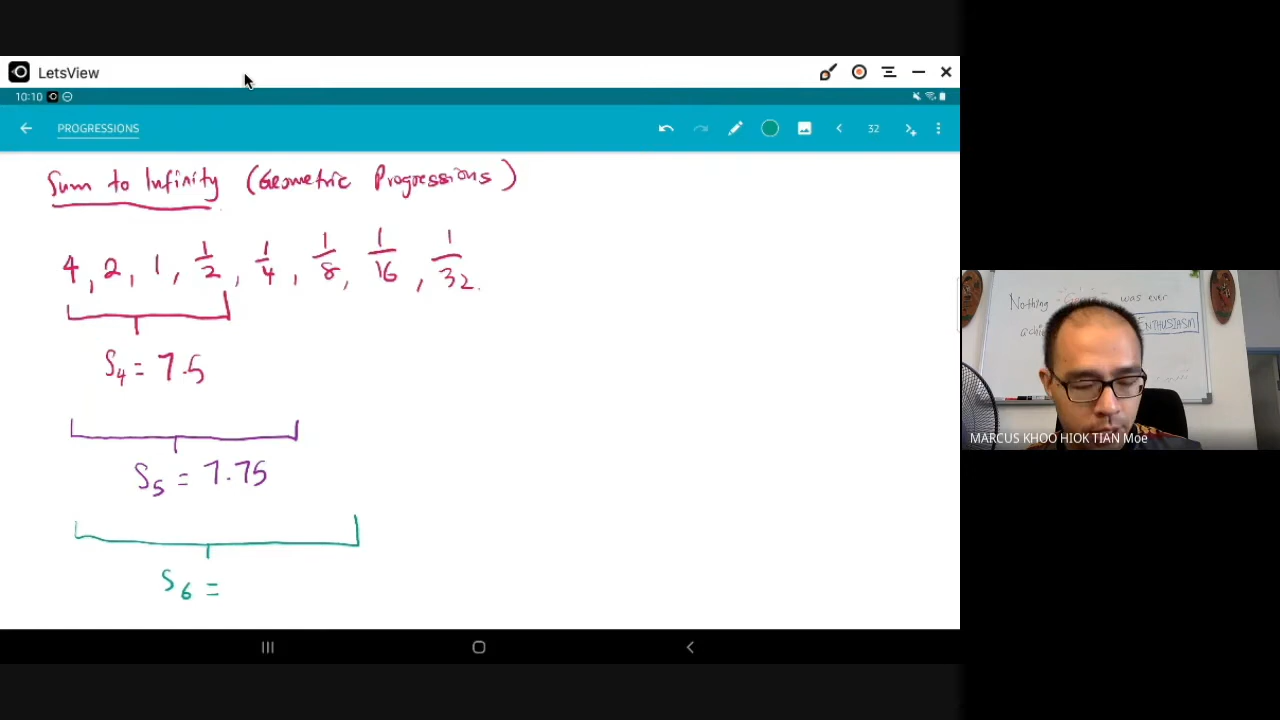 LetsView
10:10
PROGRESSIONS
32
Sum to Infinity (Geometric Progressions)
4, 2, 1, 1/2, 1/4, 1/8, 1/16, 1/32.
S4 = 7.5
S5 = 7.75
S6 =
Nothing was ever
ENTHUSIASM
MARCUS KHOO HIOK TIAN Moe